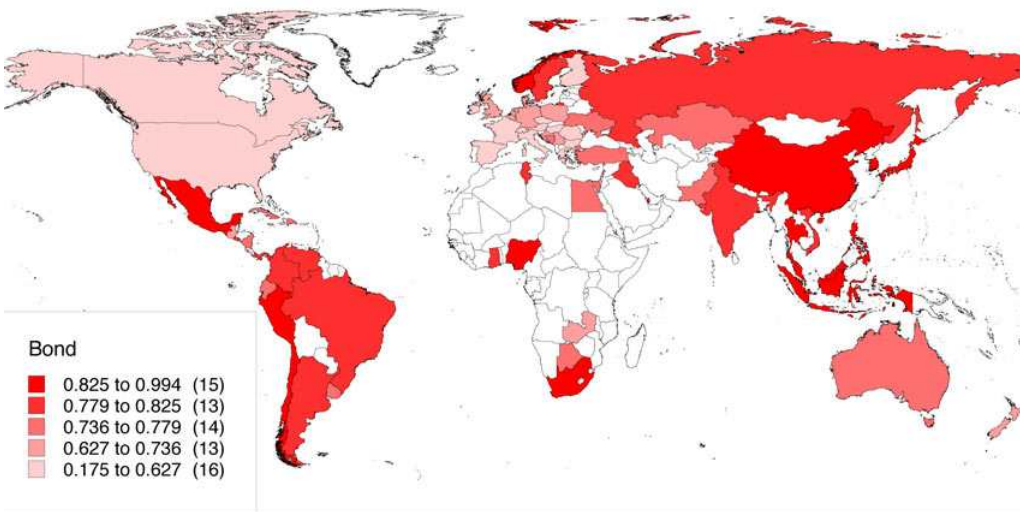 Bond
0.825 to 0.994 (15)
0.779 to 0.825 (13)
0.736 to 0.779 (14)
0.627 to 0.736 (13)
0.175 to 0.627 (16)